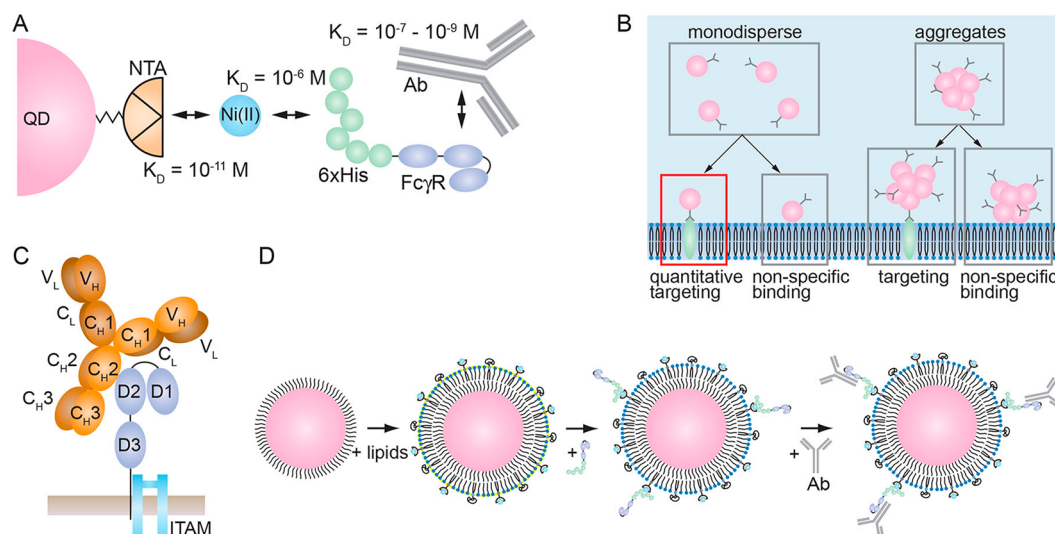 A
QD
NTA
K_D = 10⁻¹¹ M
Ni(II)
K_D = 10⁻⁶ M
6xHis
FcγR
K_D = 10⁻⁷ - 10⁻⁹ M
Ab
B
monodisperse
aggregates
quantitative
targeting
non-specific
binding
targeting
non-specific
binding
C
V_L
V_H
C_L
C_H1
C_H1
V_H
V_L
C_L
C_H2
C_H2
C_H3
C_H3
D2
D1
D3
ITAM
D
+ lipids
+
+
Ab